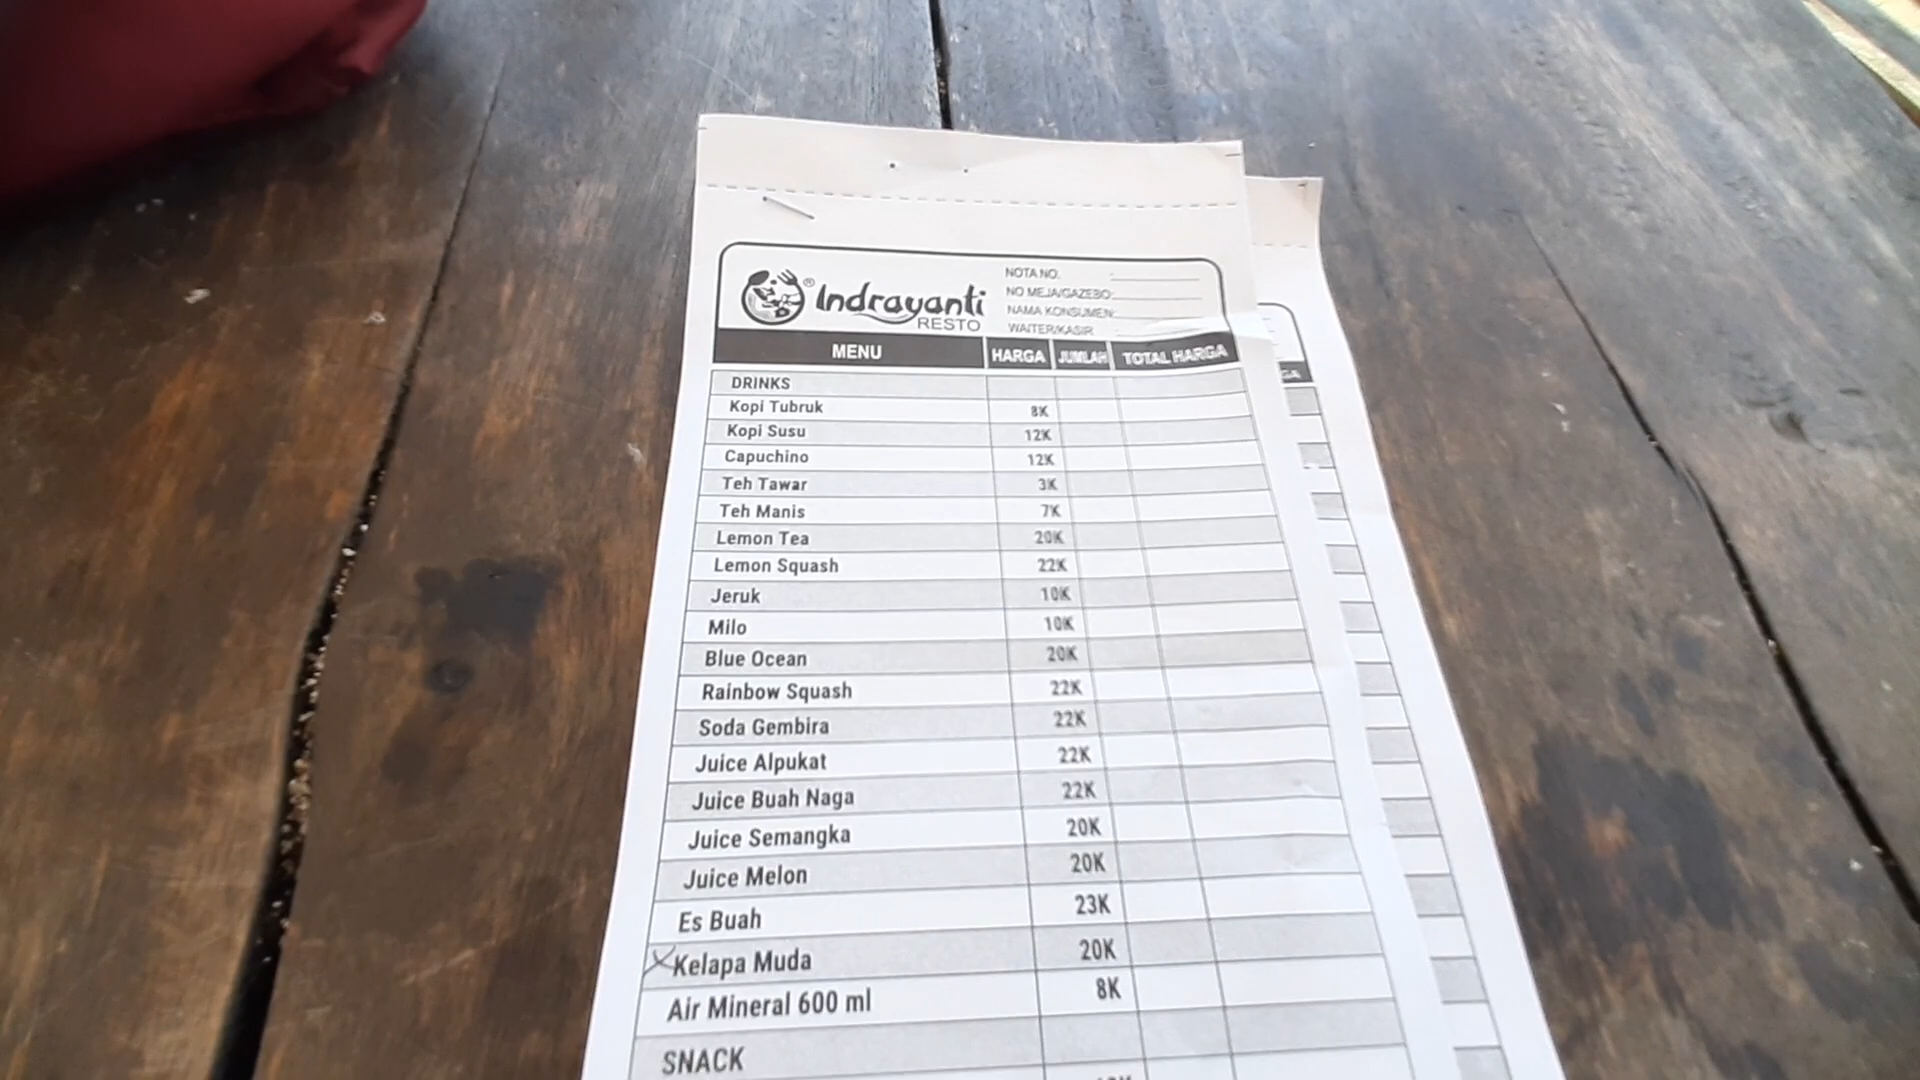 ® Indrayanti
RESTO
NOTA NO.
NO MEJA/GAZEBO:
NAMA KONSUMEN:
WAITER/KASIR
MENU HARGA JUMLAH TOTAL HARGA
DRINKS
Kopi Tubruk 8K
Kopi Susu 12K
Capuchino 12K
Teh Tawar 3K
Teh Manis 7K
Lemon Tea 20K
Lemon Squash 22K
Jeruk 10K
Milo 10K
Blue Ocean 20K
Rainbow Squash 22K
Soda Gembira 22K
Juice Alpukat 22K
Juice Buah Naga 22K
Juice Semangka 20K
Juice Melon 20K
Es Buah 23K
Kelapa Muda 20K
Air Mineral 600 ml 8K
SNACK